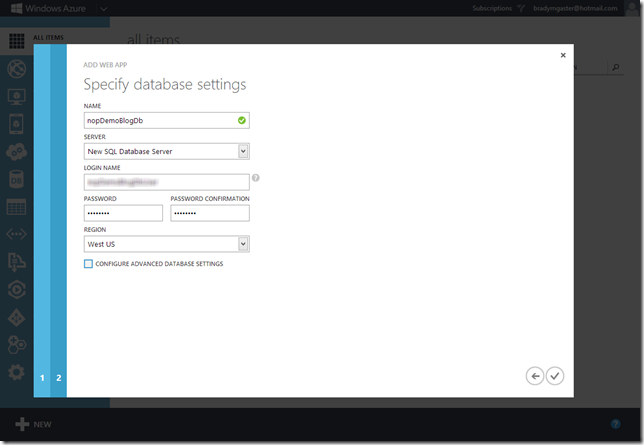 Windows Azure
Subscriptions
bradymgaster@hotmail.com
ALL ITEMS
all items
ADD WEB APP
Specify database settings
NAME
nopDemoBlogDb
SERVER
New SQL Database Server
LOGIN NAME
PASSWORD
PASSWORD CONFIRMATION
REGION
West US
CONFIGURE ADVANCED DATABASE SETTINGS
1
2
DB
NEW